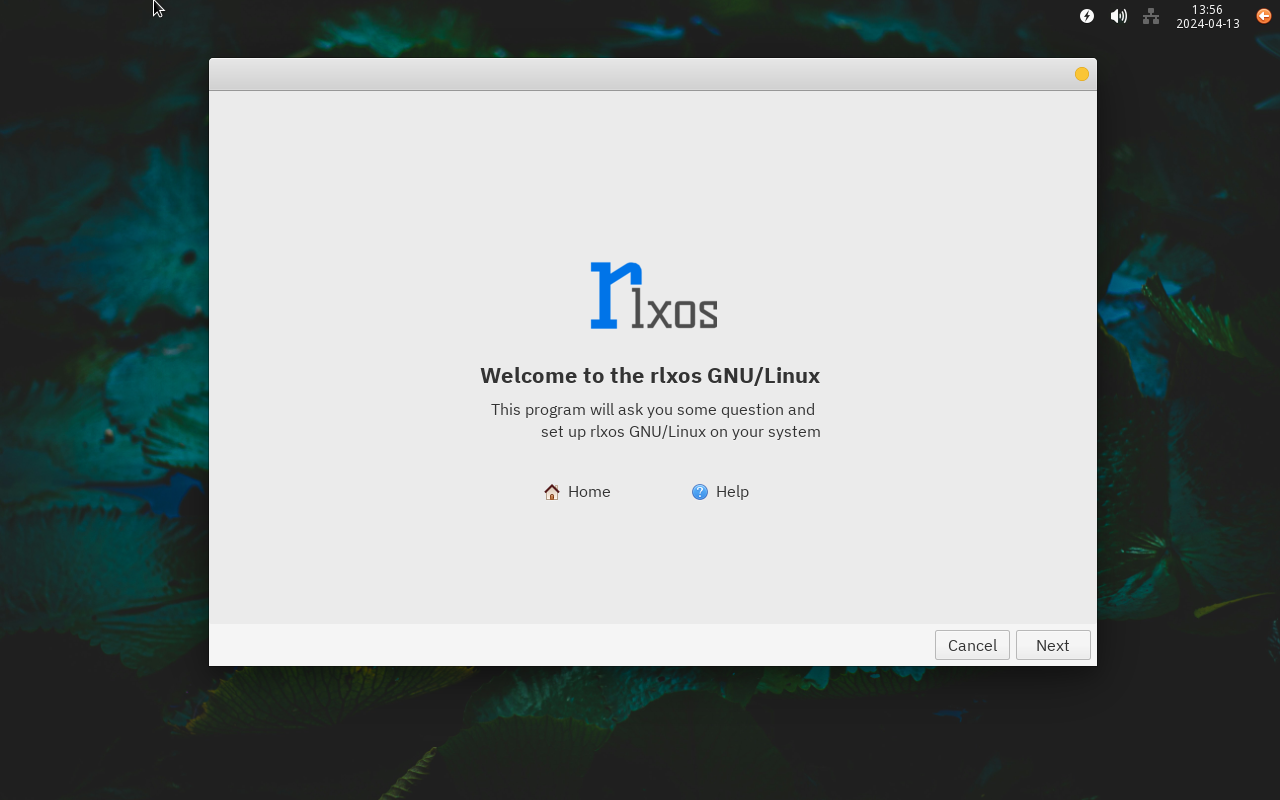 13:56
2024-04-13
rlxos
Welcome to the rlxos GNU/Linux
This program will ask you some question and
set up rlxos GNU/Linux on your system
Home Help
Cancel Next